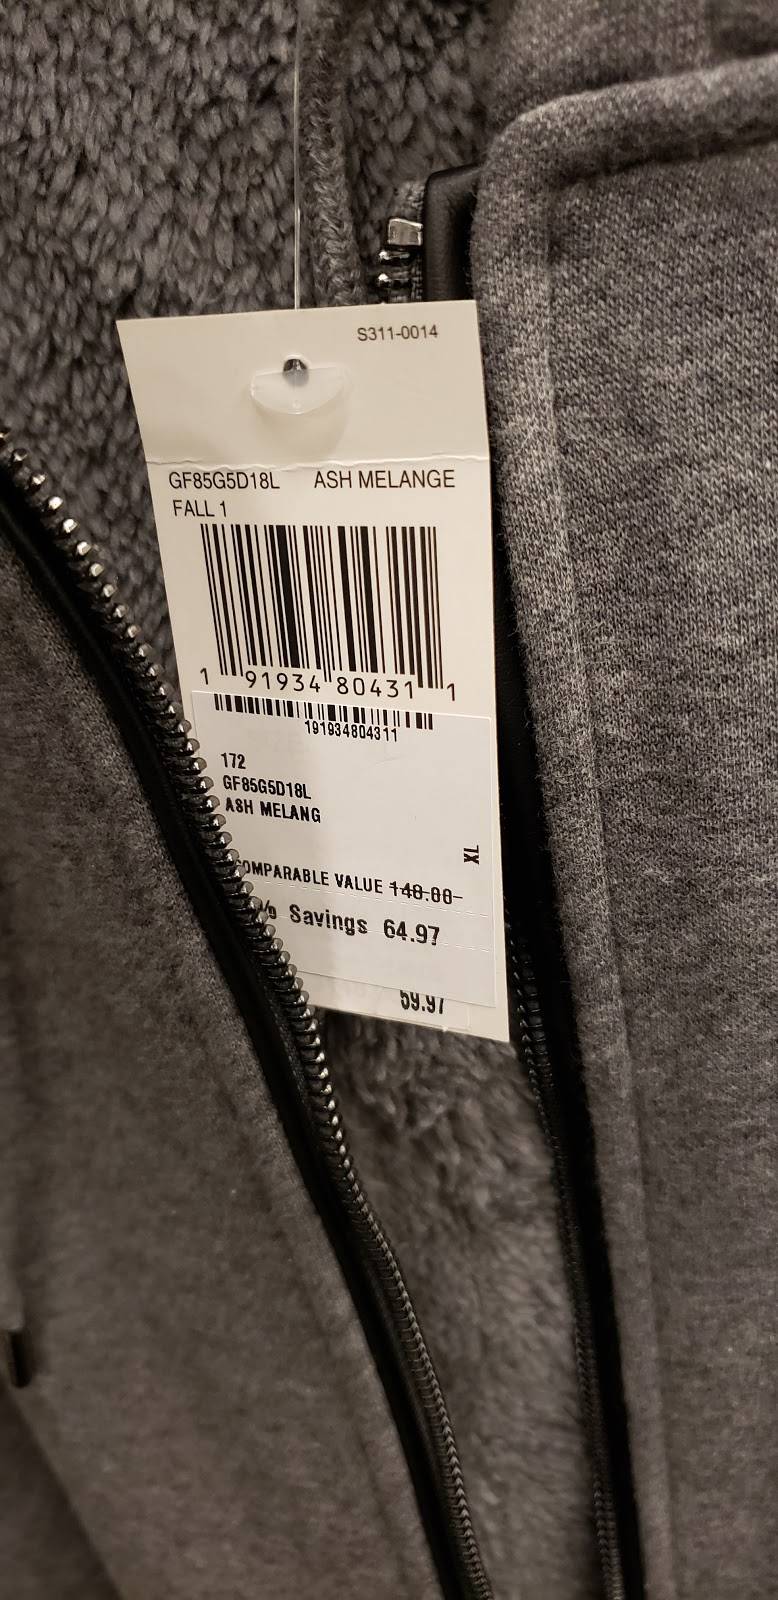 S311-0014
GF85G5D18L ASH MELANGE
FALL 1
1 91934 80431 1
191934804311
172
GF85G5D18L
ASH MELANG
XL
COMPARABLE VALUE 148.00
% Savings 64.97
59.97